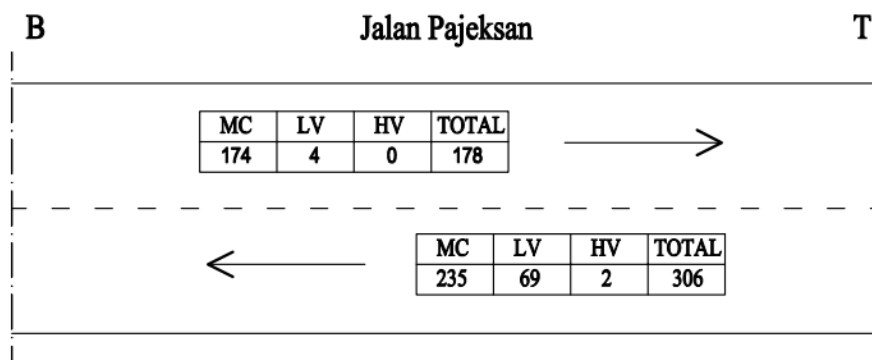 B Jalan Pajeksan T
MC LV HV TOTAL
174 4 0 178
MC LV HV TOTAL
235 69 2 306